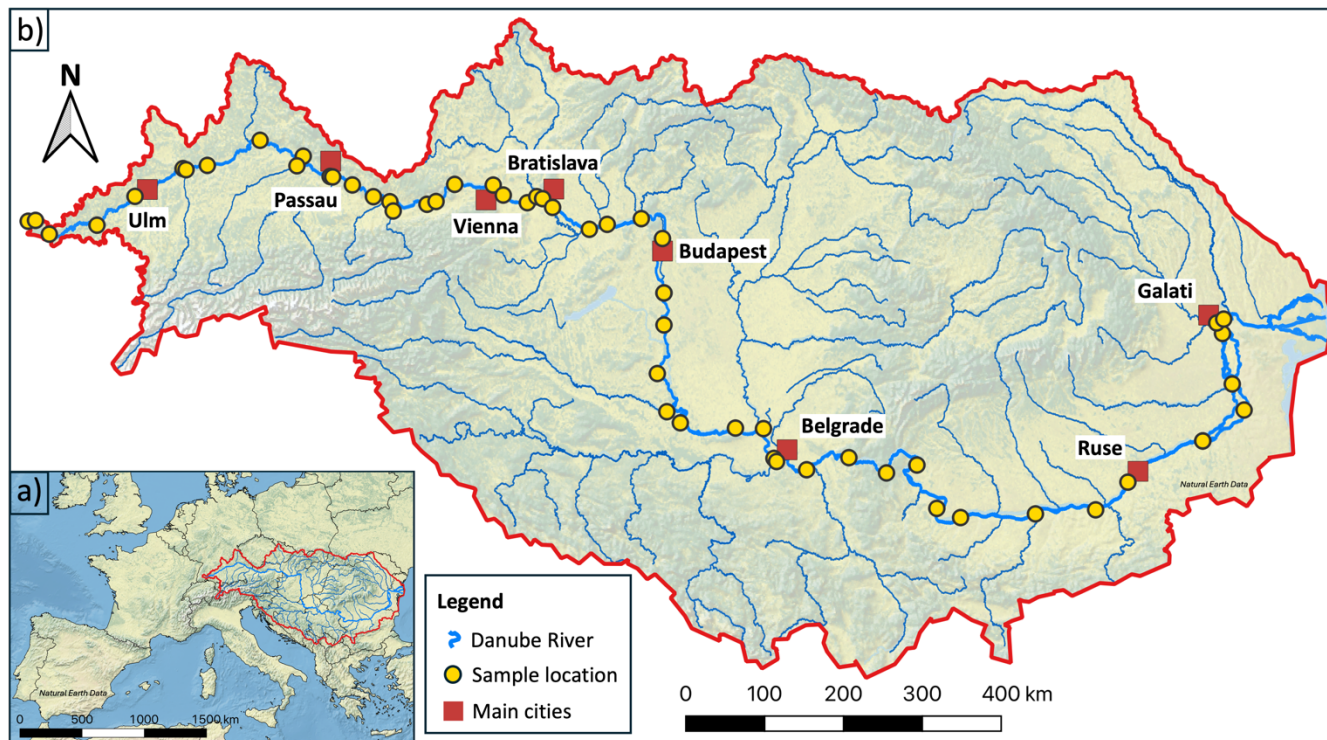 b)
N
Bratislava
Ulm
Passau
Vienna
Budapest
Galati
Belgrade
Ruse
Natural Earth Data
a)
Natural Earth Data
0 500 1000 1500 km
Legend
Danube River
Sample location
Main cities
0 100 200 300 400 km